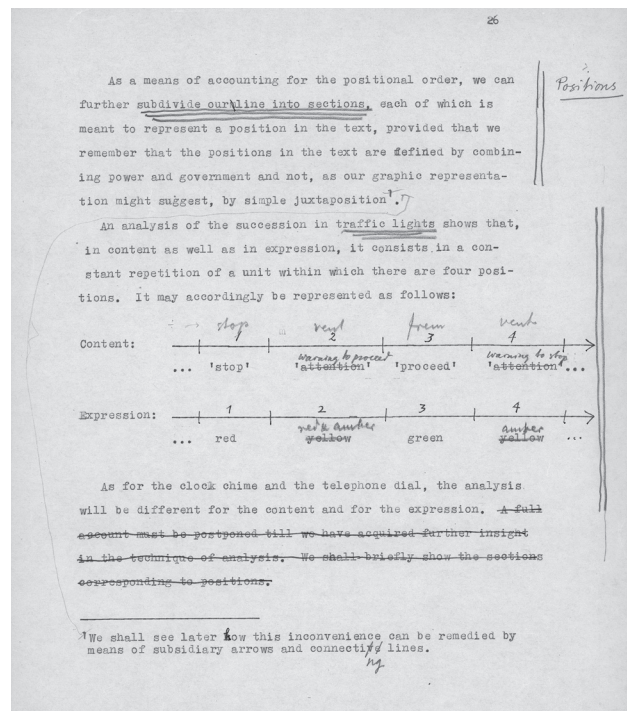 26
As a means of accounting for the positional order, we can
Positions
further subdivide our line into sections, each of which is
meant to represent a position in the text, provided that we
remember that the positions in the text are defined by combin-
ing power and government and not, as our graphic representa-
tion might suggest, by simple juxtaposition¹.
An analysis of the succession in traffic lights shows that,
in content as well as in expression, it consists in a con-
stant repetition of a unit within which there are four posi-
tions. It may accordingly be represented as follows:
stop vent frem vent
Content: 1 2 3 4
warning to proceed warning to stop
... 'stop' 'attention' 'proceed' 'attention' ...
Expression: 1 2 3 4
red & amber amber
... red yellow green yellow ...
As for the clock chime and the telephone dial, the analysis
will be different for the content and for the expression. A full
account must be postponed till we have acquired further insight
in the technique of analysis. We shall briefly show the sections
corresponding to positions.
¹We shall see later how this inconvenience can be remedied by
means of subsidiary arrows and connecting lines.